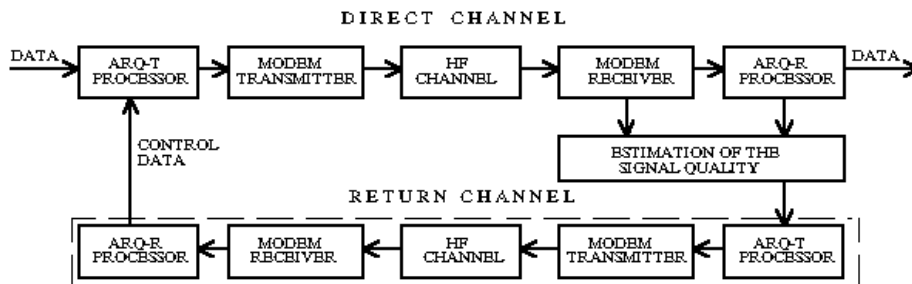 DIRECT CHANNEL
DATA
ARQ-T
PROCESSOR
MODEM
TRANSMITTER
HF
CHANNEL
MODEM
RECEIVER
ARQ-R
PROCESSOR
DATA
CONTROL
DATA
ESTIMATION OF THE
SIGNAL QUALITY
RETURN CHANNEL
ARQ-R
PROCESSOR
MODEM
RECEIVER
HF
CHANNEL
MODEM
TRANSMITTER
ARQ-T
PROCESSOR